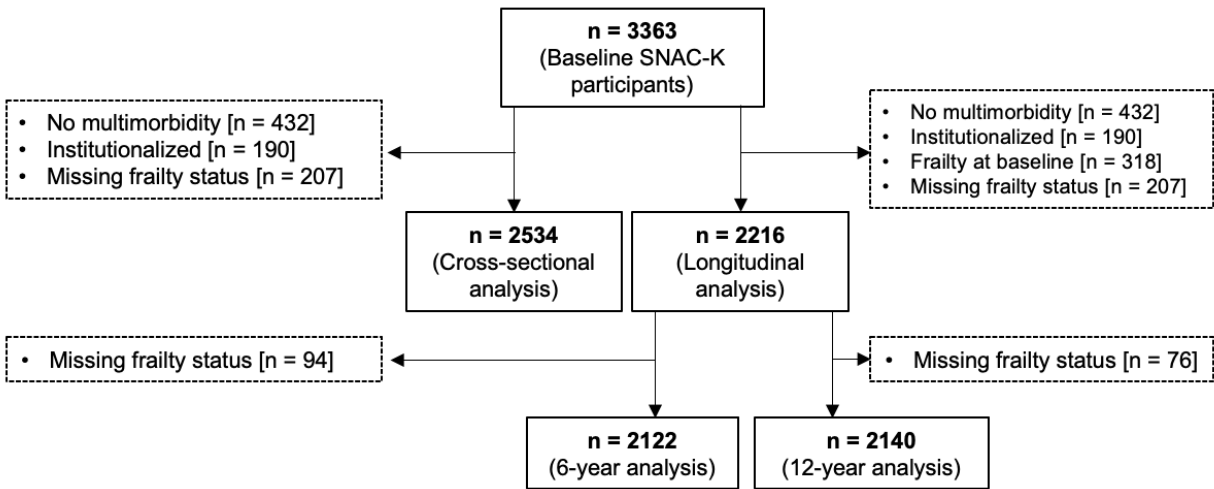 n = 3363
(Baseline SNAC-K
participants)
• No multimorbidity [n = 432]
• Institutionalized [n = 190]
• Missing frailty status [n = 207]
• No multimorbidity [n = 432]
• Institutionalized [n = 190]
• Frailty at baseline [n = 318]
• Missing frailty status [n = 207]
n = 2534
(Cross-sectional
analysis)
n = 2216
(Longitudinal
analysis)
• Missing frailty status [n = 94]
• Missing frailty status [n = 76]
n = 2122
(6-year analysis)
n = 2140
(12-year analysis)